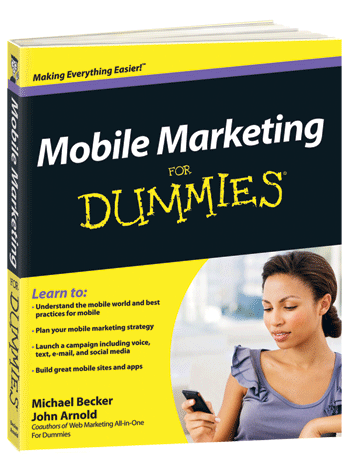 Making Everything Easier!™
Mobile Marketing
FOR
DUMMIES®
Learn to:
• Understand the mobile world and best
practices for mobile
• Plan your mobile marketing strategy
• Launch a campaign including voice,
text, e-mail, and social media
• Build great mobile sites and apps
Michael Becker
John Arnold
Coauthors of Web Marketing All-in-One
For Dummies
Mobile Marketing
FOR
DUMMIES